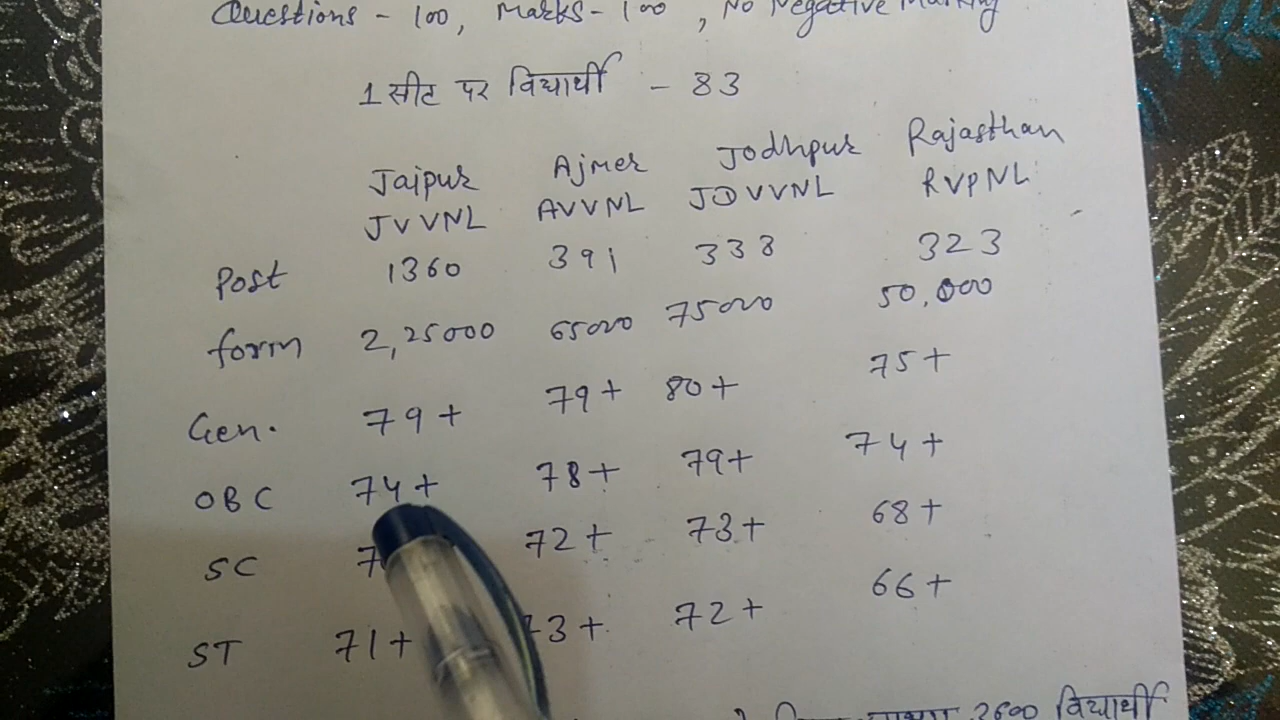 Questions - 100, Marks - 100, No Negative Marking
1 सीट पर विद्यार्थी - 83
Jaipur Ajmer Jodhpur Rajasthan
JVVNL AVVNL JDVVNL RVPNL
Post 1360 391 338 323
form 2,25000 65000 75000 50,000
Gen. 79+ 79+ 80+ 75+
OBC 74+ 78+ 79+ 74+
SC 72+ 73+ 68+
ST 71+ 73+ 72+ 66+
2600 विद्यार्थी